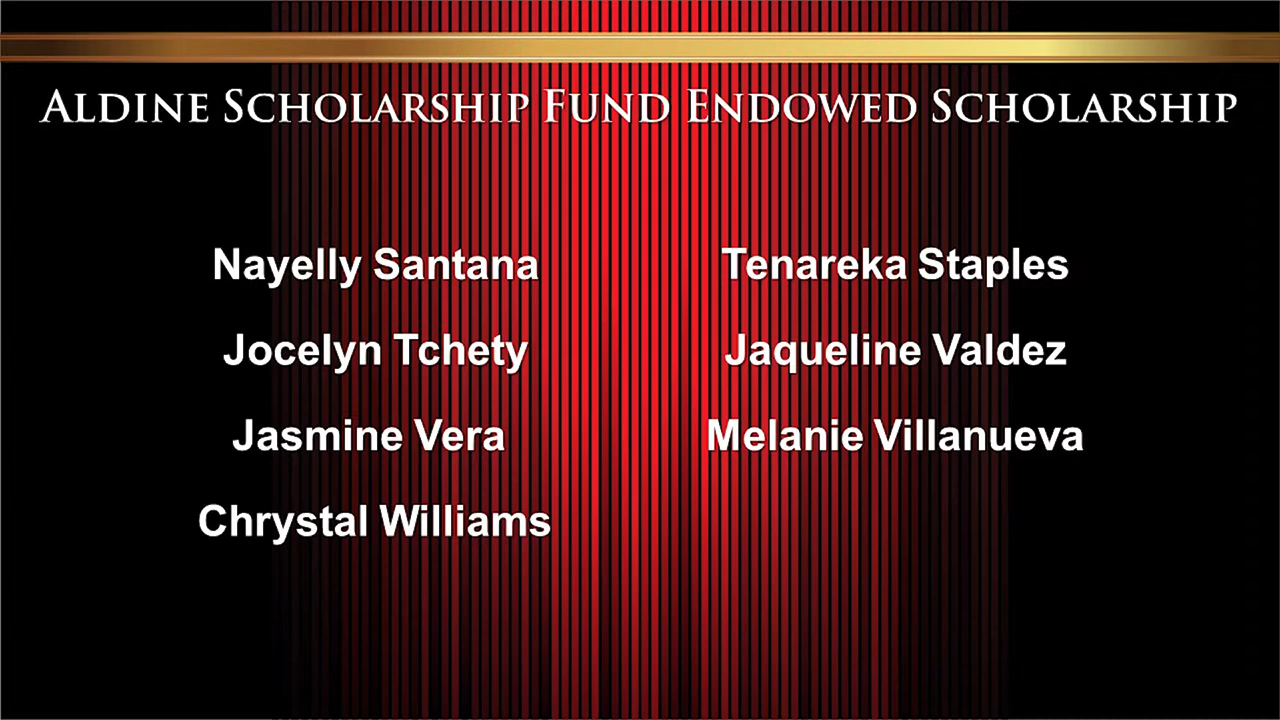 Aldine Scholarship Fund Endowed Scholarship
Nayelly Santana
Tenareka Staples
Jocelyn Tchety
Jaqueline Valdez
Jasmine Vera
Melanie Villanueva
Chrystal Williams